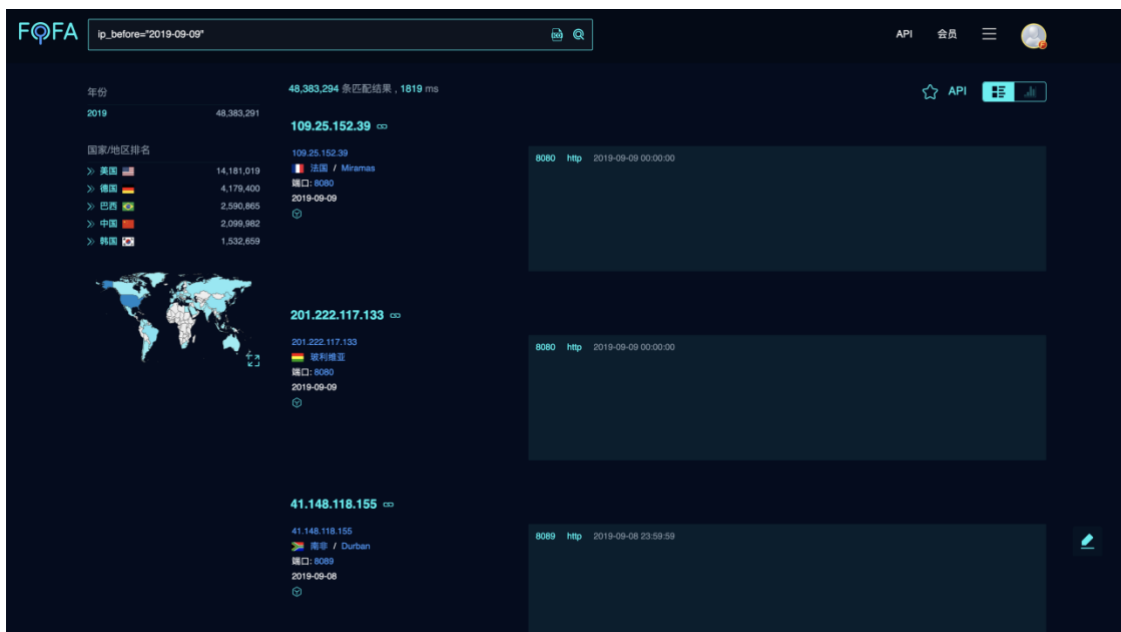 FOFA
ip_before="2019-09-09"
API 会员
年份
2019 48,383,291
国家/地区排名
美国 14,181,019
德国 4,179,400
巴西 2,590,865
中国 2,099,982
韩国 1,532,659
48,383,294 条匹配结果 , 1819 ms
API
109.25.152.39
109.25.152.39
法国 / Miramas
端口: 8080
2019-09-09
8080 http 2019-09-09 00:00:00
201.222.117.133
201.222.117.133
玻利维亚
端口: 8080
2019-09-09
8080 http 2019-09-09 00:00:00
41.148.118.155
41.148.118.155
南非 / Durban
端口: 8089
2019-09-08
8089 http 2019-09-08 23:59:59